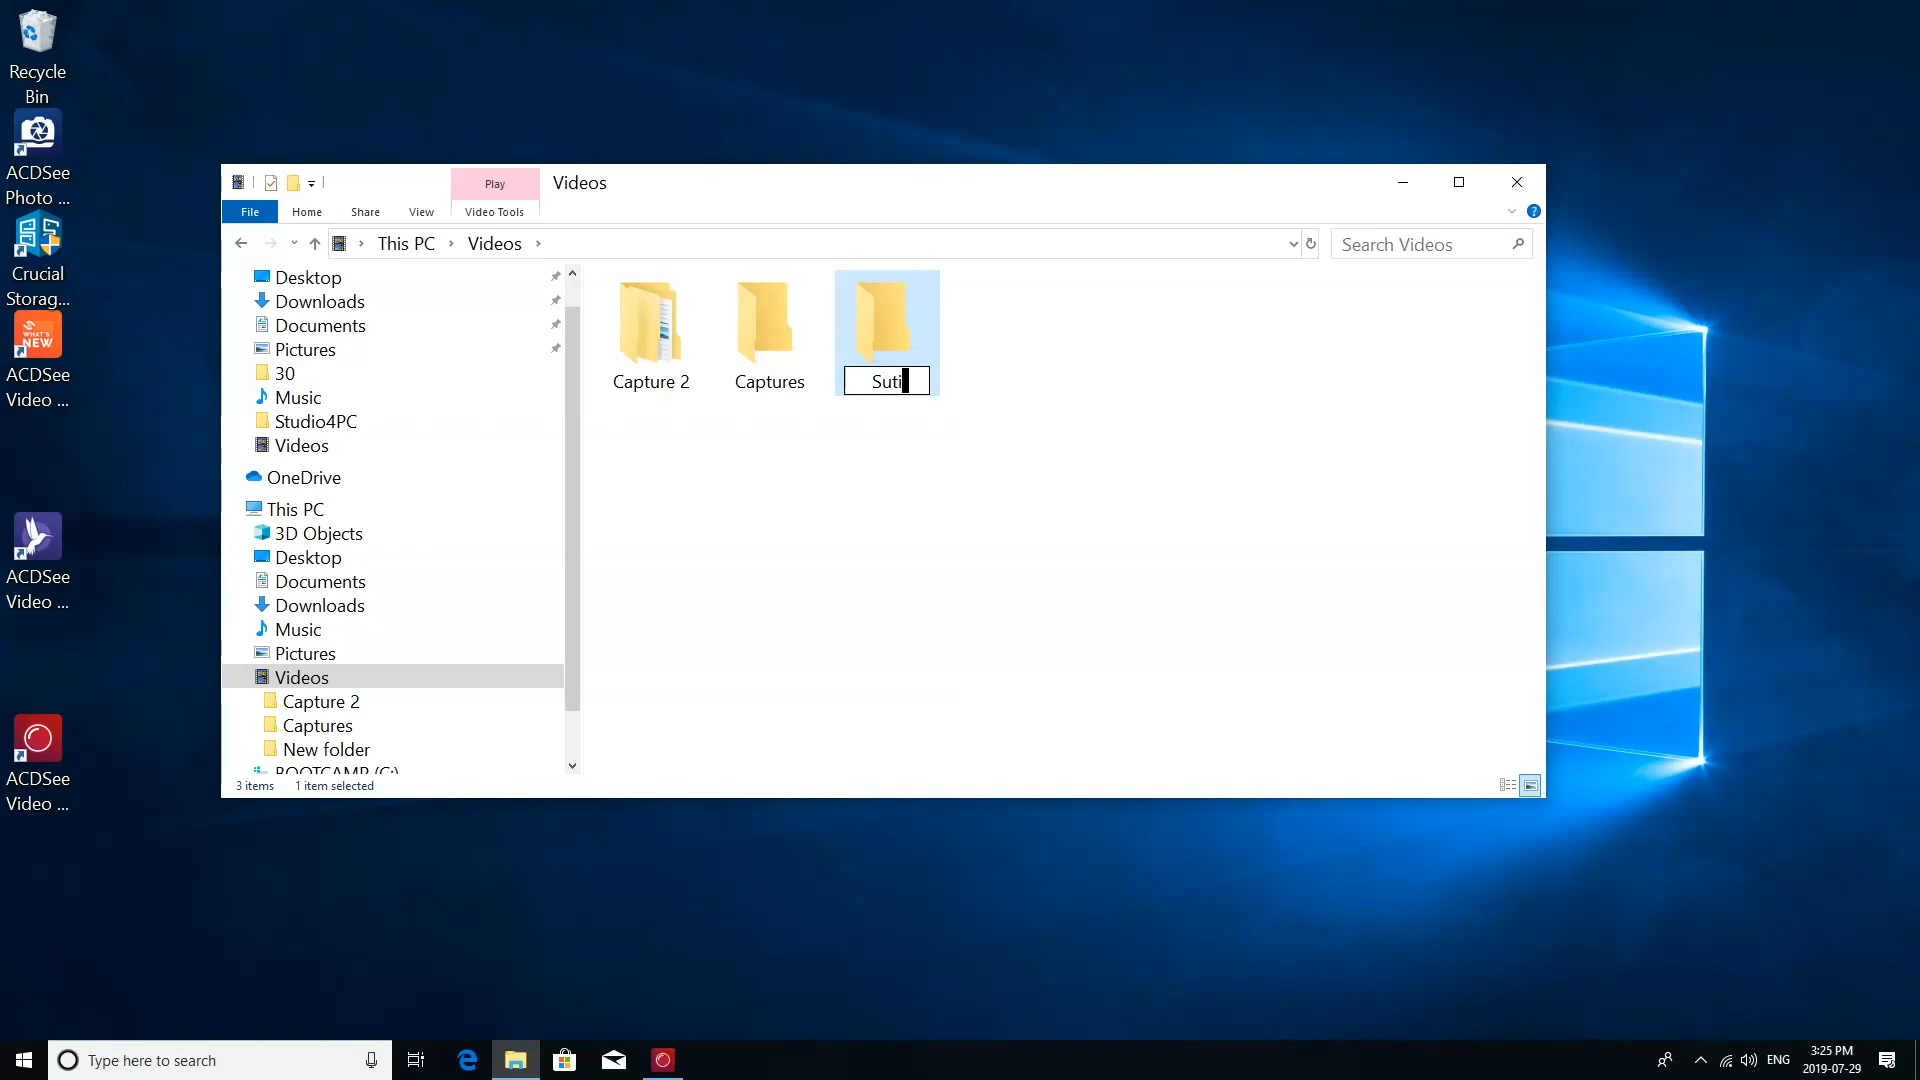 Recycle
Bin
ACDSee
Photo ...
Crucial
Storag...
WHAT'S
NEW
ACDSee
Video ...
ACDSee
Video ...
ACDSee
Video ...
Play
Videos
File
Home
Share
View
Video Tools
This PC
Videos
Search Videos
Desktop
Downloads
Documents
Pictures
30
Music
Studio4PC
Videos
OneDrive
This PC
3D Objects
Desktop
Documents
Downloads
Music
Pictures
Videos
Capture 2
Captures
New folder
BOOTCAMP (C:)
Capture 2
Captures
Suti
3 items
1 item selected
Type here to search
ENG
3:25 PM
2019-07-29